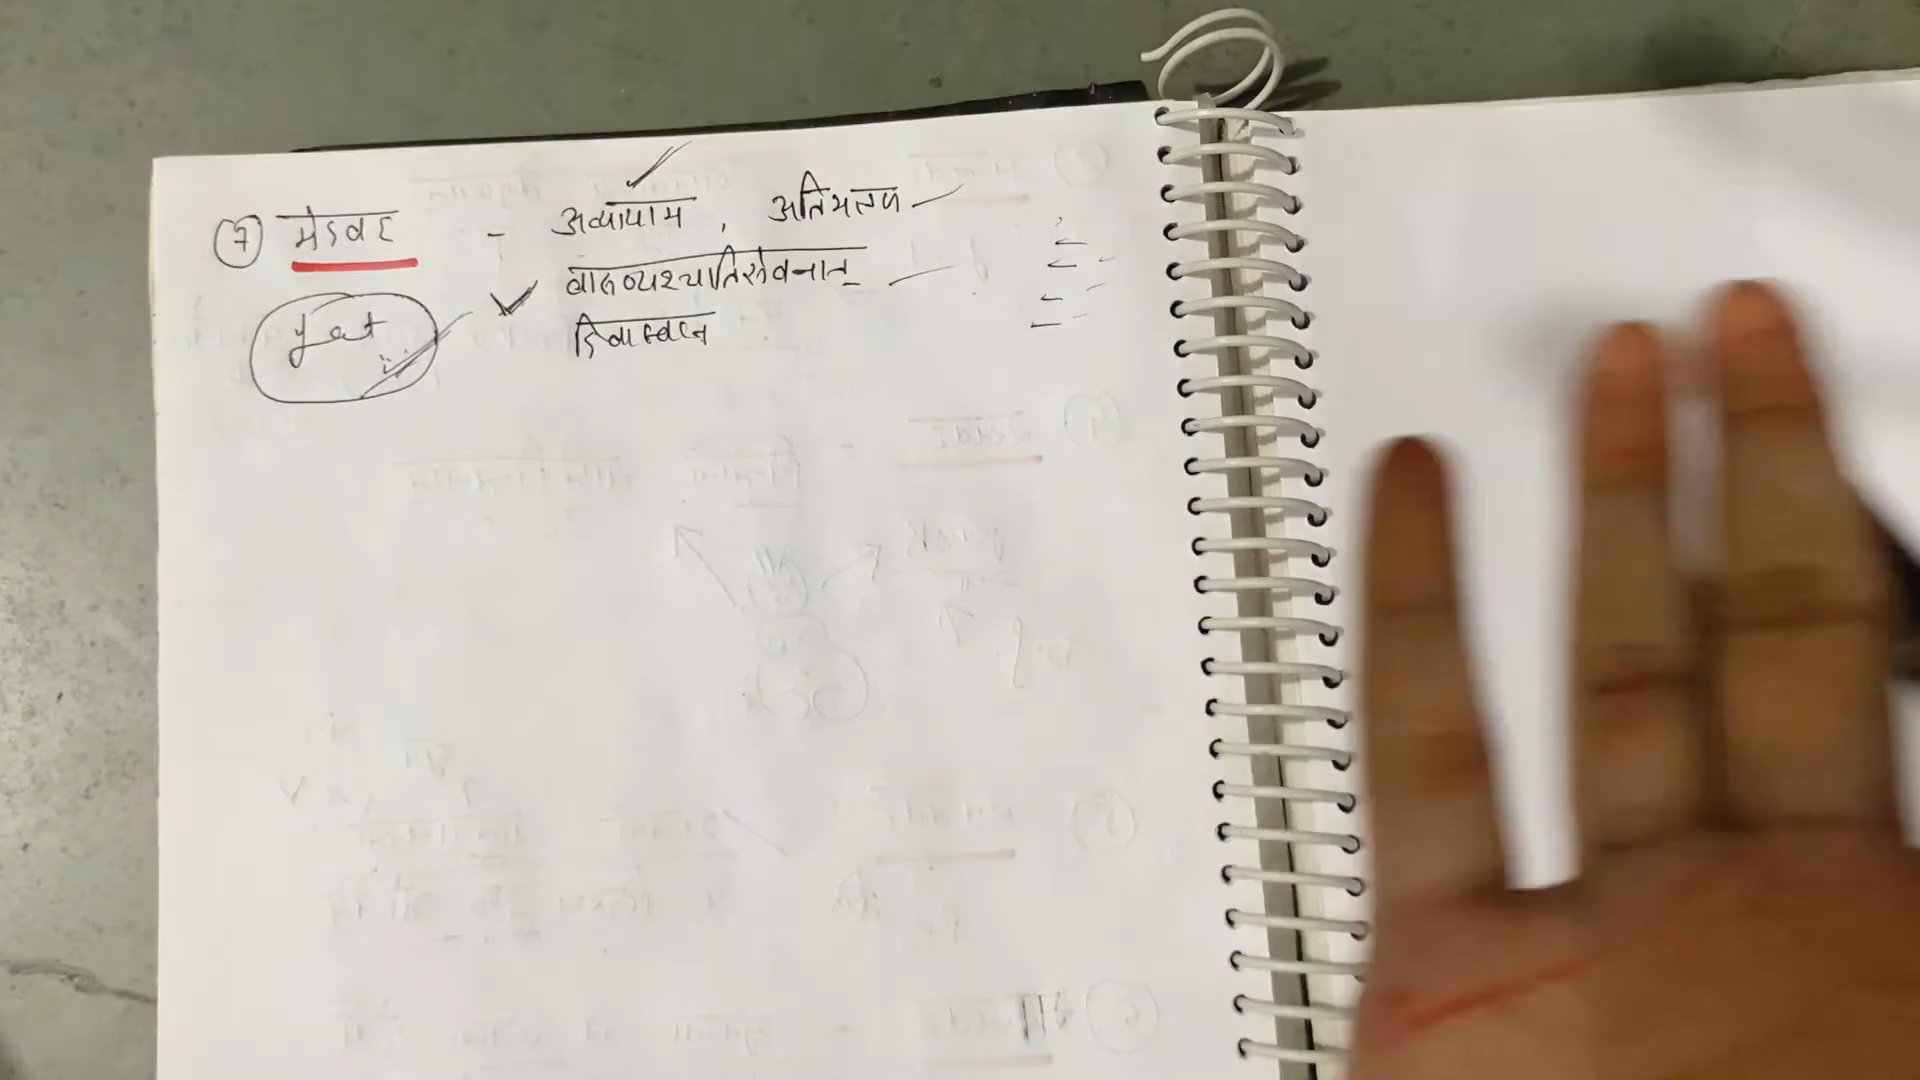 7 मेदवह - अव्यायाम, अतिभक्षण
वारुण्यश्चातिसेवनात्
fat दिवास्वप्न